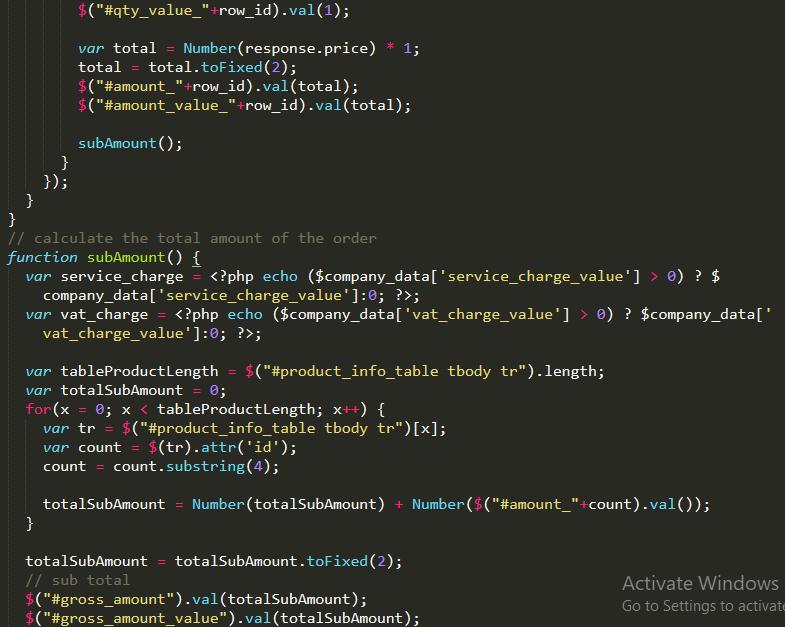 $("#qty_value_"+row_id).val(1);
var total = Number(response.price) * 1;
total = total.toFixed(2);
$("#amount_"+row_id).val(total);
$("#amount_value_"+row_id).val(total);
subAmount();
}
});
}
}
// calculate the total amount of the order
function subAmount() {
var service_charge = <?php echo ($company_data['service_charge_value'] > 0) ? $
company_data['service_charge_value']:0; ?>;
var vat_charge = <?php echo ($company_data['vat_charge_value'] > 0) ? $company_data['
vat_charge_value']:0; ?>;
var tableProductLength = $("#product_info_table tbody tr").length;
var totalSubAmount = 0;
for(x = 0; x < tableProductLength; x++) {
var tr = $("#product_info_table tbody tr")[x];
var count = $(tr).attr('id');
count = count.substring(4);
totalSubAmount = Number(totalSubAmount) + Number($("#amount_"+count).val());
}
totalSubAmount = totalSubAmount.toFixed(2);
// sub total
$("#gross_amount").val(totalSubAmount);
$("#gross_amount_value").val(totalSubAmount);
Activate Windows
Go to Settings to activate